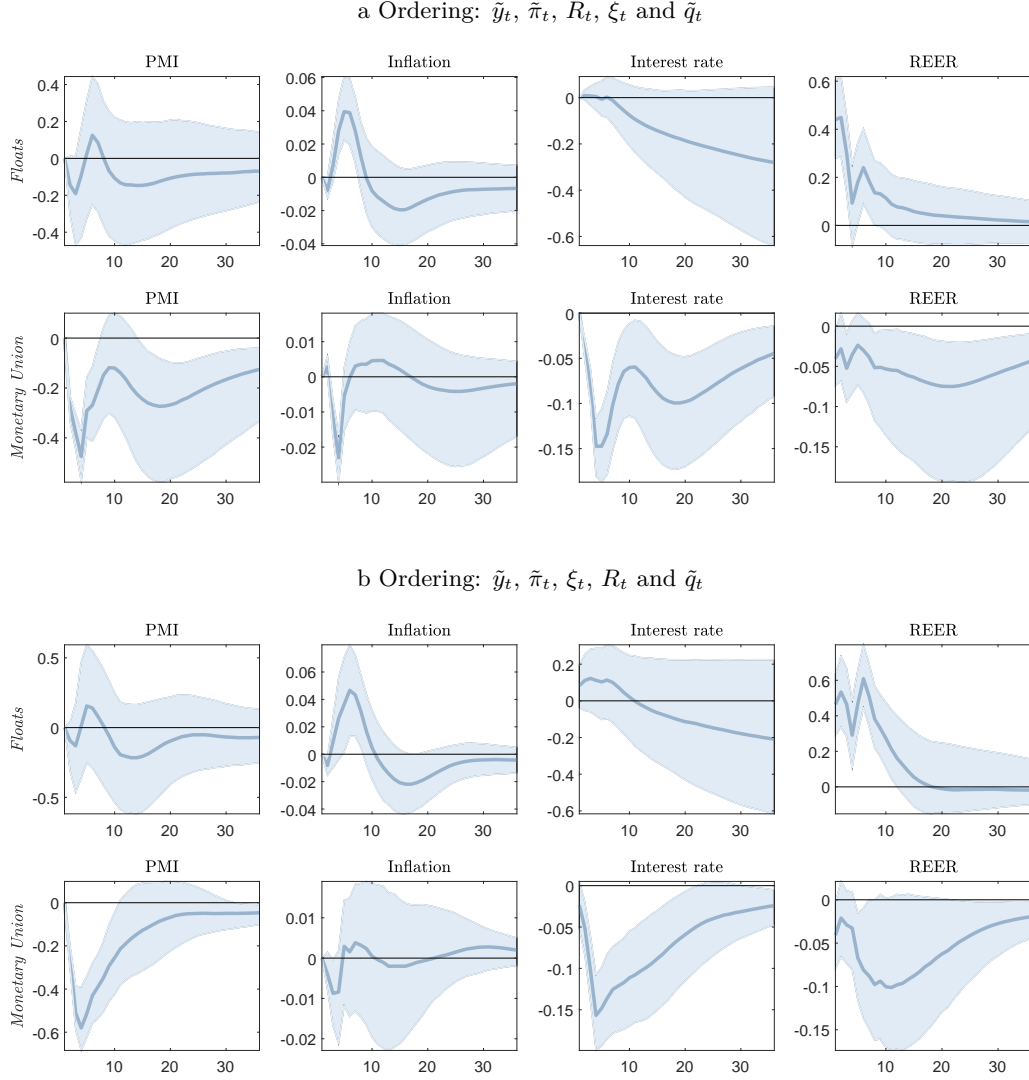 a Ordering: ỹ_t, π̃_t, R_t, ξ_t and q̃_t
PMI Inflation Interest rate REER
Floats
0.4 0.2 0 -0.2 -0.4
0.06 0.04 0.02 0 -0.02 -0.04
0 -0.2 -0.4 -0.6
0.6 0.4 0.2 0
10 20 30 10 20 30 10 20 30 10 20 30
PMI Inflation Interest rate REER
Monetary Union
0 -0.2 -0.4
0.01 0 -0.01 -0.02
0 -0.05 -0.1 -0.15
0 -0.05 -0.1 -0.15
10 20 30 10 20 30 10 20 30 10 20 30
b Ordering: ỹ_t, π̃_t, ξ_t, R_t and q̃_t
PMI Inflation Interest rate REER
Floats
0.5 0 -0.5
0.06 0.04 0.02 0 -0.02 -0.04
0.2 0 -0.2 -0.4 -0.6
0.6 0.4 0.2 0
10 20 30 10 20 30 10 20 30 10 20 30
PMI Inflation Interest rate REER
Monetary Union
0 -0.2 -0.4 -0.6
0.01 0 -0.01 -0.02
0 -0.05 -0.1 -0.15
0 -0.05 -0.1 -0.15
10 20 30 10 20 30 10 20 30 10 20 30